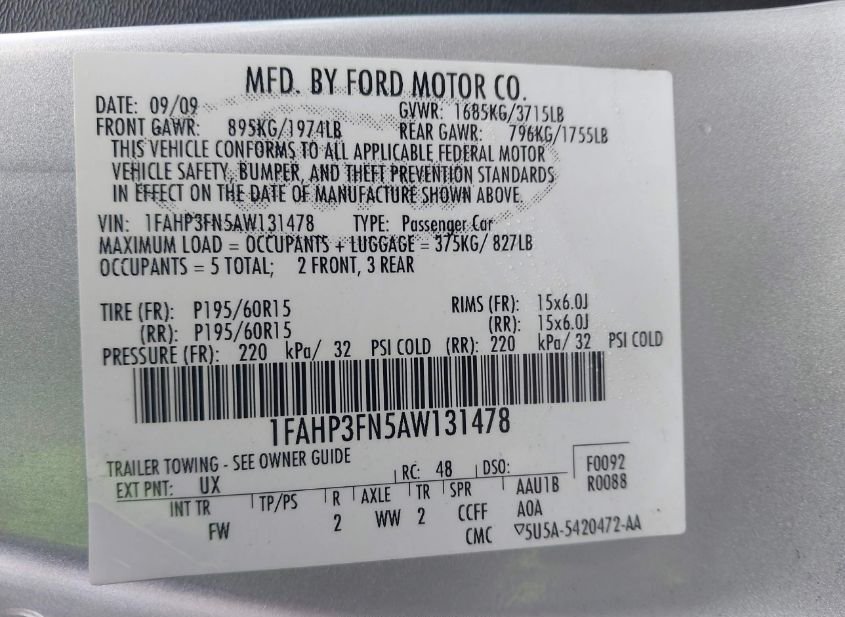 MFD. BY FORD MOTOR CO.
DATE: 09/09 GVWR: 1685KG/3715LB
FRONT GAWR: 895KG/1974LB REAR GAWR: 796KG/1755LB
THIS VEHICLE CONFORMS TO ALL APPLICABLE FEDERAL MOTOR
VEHICLE SAFETY, BUMPER, AND THEFT PREVENTION STANDARDS
IN EFFECT ON THE DATE OF MANUFACTURE SHOWN ABOVE.
VIN: 1FAHP3FN5AW131478 TYPE: Passenger Car
MAXIMUM LOAD = OCCUPANTS + LUGGAGE = 375KG/ 827LB
OCCUPANTS = 5 TOTAL; 2 FRONT, 3 REAR
TIRE (FR): P195/60R15 RIMS (FR): 15x6.0J
(RR): P195/60R15 (RR): 15x6.0J
PRESSURE (FR): 220 kPa/ 32 PSI COLD (RR): 220 kPa/ 32 PSI COLD
1FAHP3FN5AW131478
TRAILER TOWING - SEE OWNER GUIDE
EXT PNT: UX RC: 48 DSO: F0092
R0088
INT TR TP/PS R AXLE TR SPR AAU1B
FW 2 WW 2 CCFF AOA
CMC ▽5U5A-5420472-AA